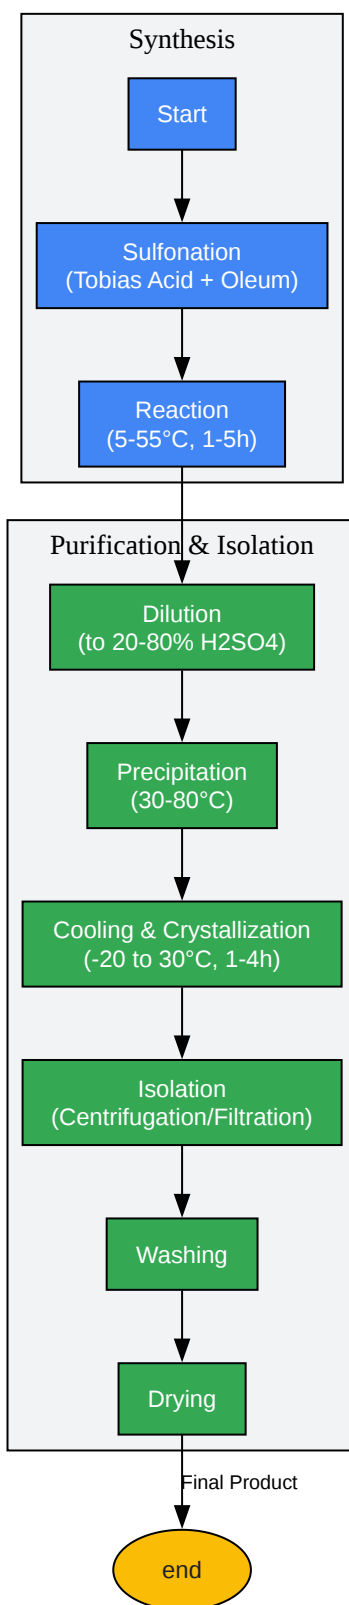 Synthesis
Start
Sulfonation
(Tobias Acid + Oleum)
Reaction
(5-55°C, 1-5h)
Purification & Isolation
Dilution
(to 20-80% H2SO4)
Precipitation
(30-80°C)
Cooling & Crystallization
(-20 to 30°C, 1-4h)
Isolation
(Centrifugation/Filtration)
Washing
Drying
Final Product
end